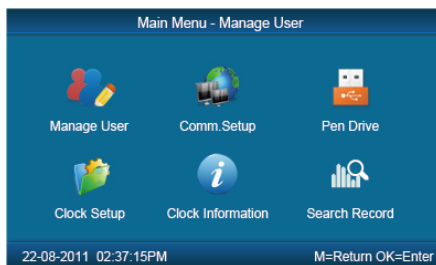 Main Menu - Manage User
Manage User Comm.Setup Pen Drive
Clock Setup Clock Information Search Record
22-08-2011 02:37:15PM M=Return OK=Enter